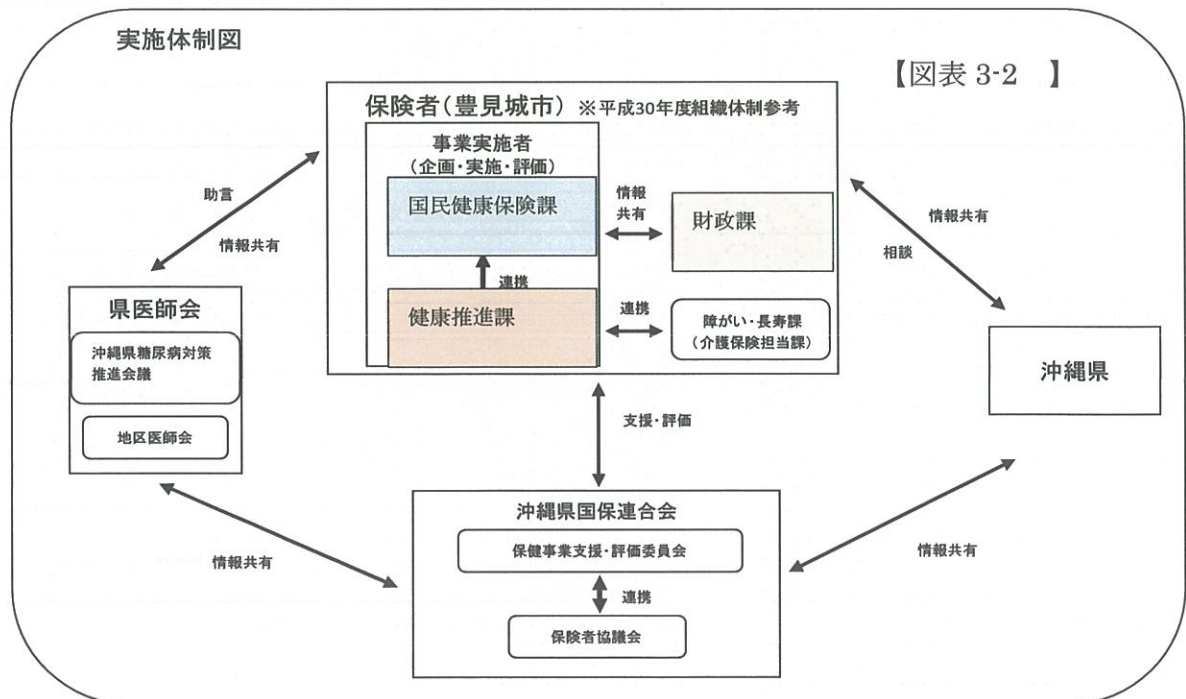 実施体制図
【図表 3-2 】
保険者(豊見城市) ※平成30年度組織体制参考
事業実施者
(企画・実施・評価)
国民健康保険課
情報
共有
財政課
連携
健康推進課
連携
障がい・長寿課
(介護保険担当課)
助言
情報共有
情報共有
相談
県医師会
沖縄県糖尿病対策
推進会議
地区医師会
沖縄県
支援・評価
沖縄県国保連合会
保健事業支援・評価委員会
連携
保険者協議会
情報共有
情報共有